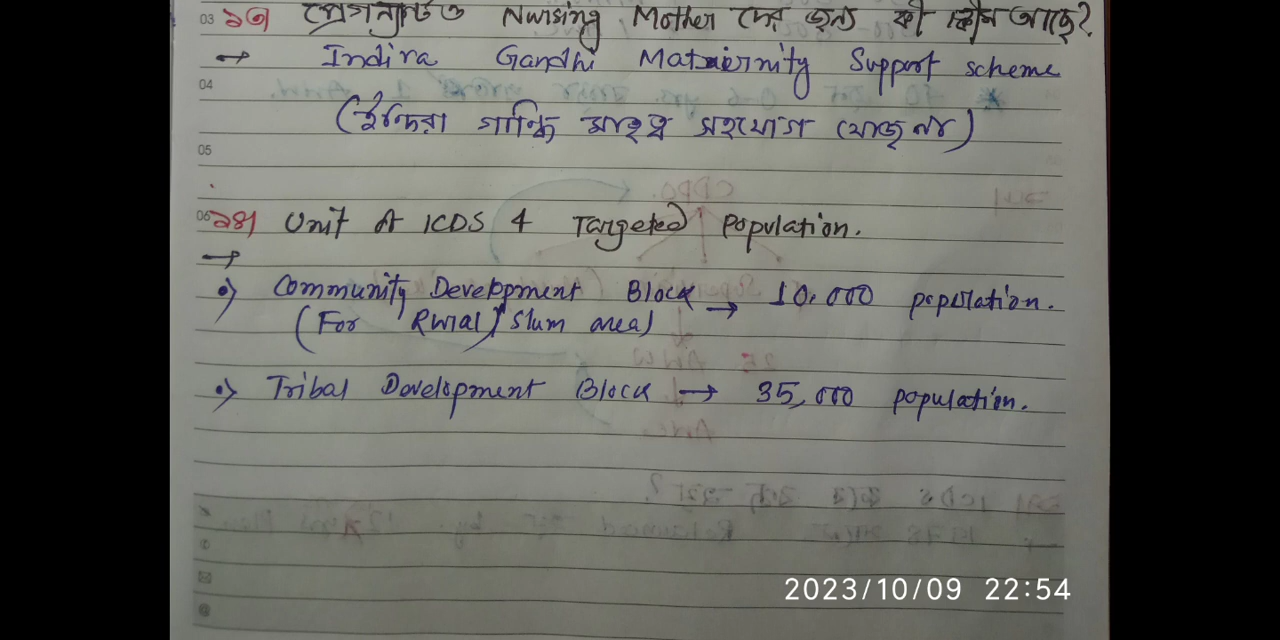 03 ১৩) প্রেগন্যান্ট ও Nursing Mother দের জন্য কী স্কীম আছে?
→ Indira Gandhi Maternity Support scheme
04
(ইন্দিরা গান্ধি মাতৃত্ব সহযোগ যোজনা)
05
06 ১৪) Unit of ICDS & Targeted Population.
→
•) Community Development Block → 10,000 population.
(For Rural/Slum area)
•) Tribal Development Block → 35,000 population.
2023/10/09 22:54